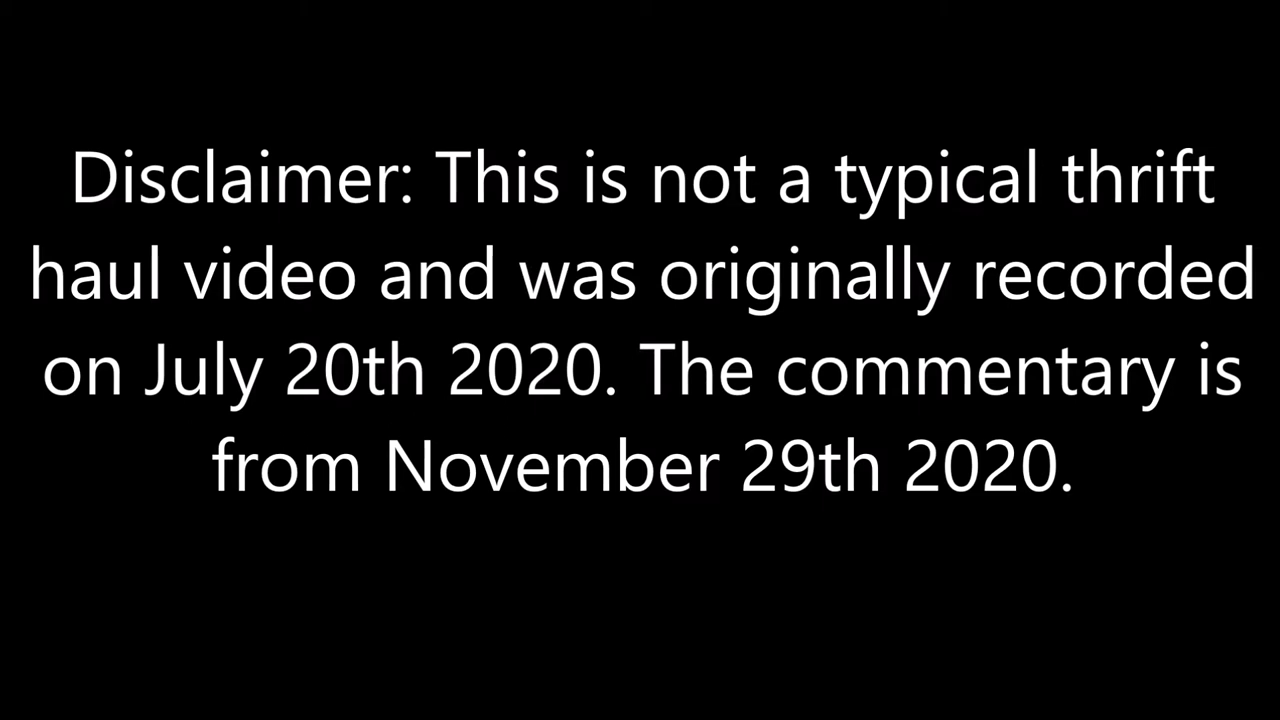 Disclaimer: This is not a typical thrift
haul video and was originally recorded
on July 20th 2020. The commentary is
from November 29th 2020.